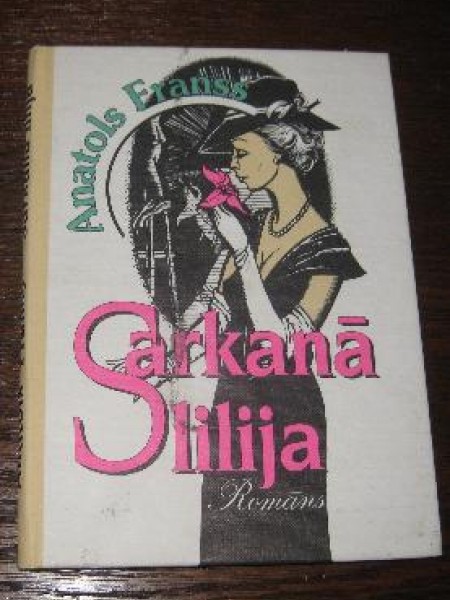 Anatols Franss
Sarkanā
lilija
Romāns